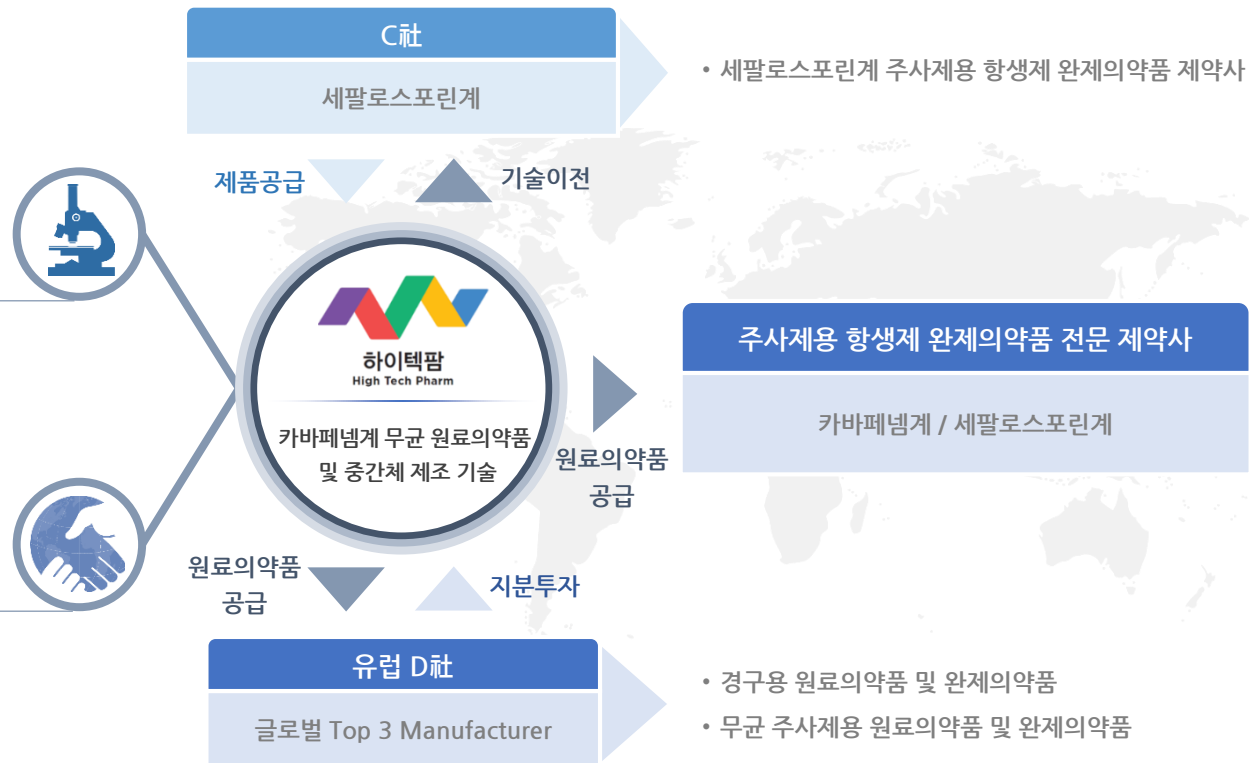 C社
세팔로스포린계
• 세팔로스포린계 주사제용 항생제 완제의약품 제약사
제품공급
기술이전
하이텍팜
High Tech Pharm
카바페넴계 무균 원료의약품
및 중간체 제조 기술
원료의약품
공급
주사제용 항생제 완제의약품 전문 제약사
카바페넴계 / 세팔로스포린계
원료의약품
공급
지분투자
유럽 D社
글로벌 Top 3 Manufacturer
• 경구용 원료의약품 및 완제의약품
• 무균 주사제용 원료의약품 및 완제의약품